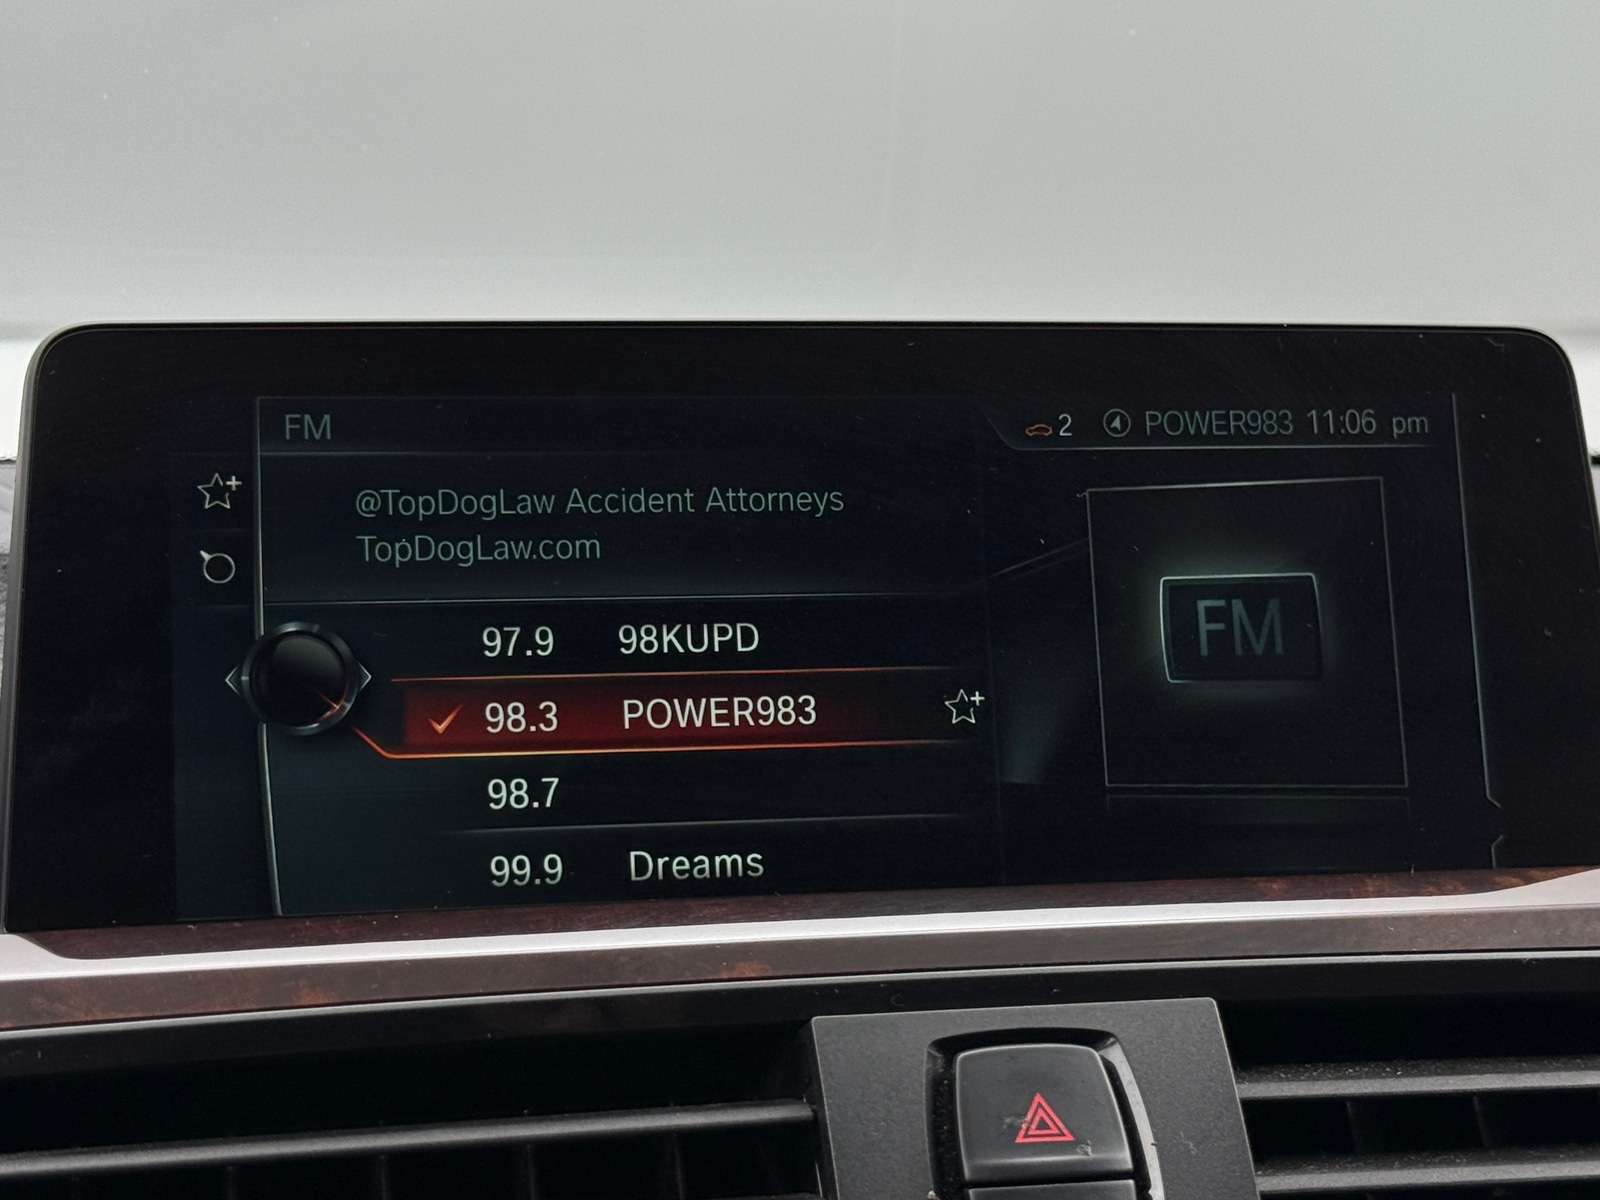 FM
2 POWER983 11:06 pm
@TopDogLaw Accident Attorneys
TopDogLaw.com
97.9 98KUPD
98.3 POWER983
98.7
99.9 Dreams
FM